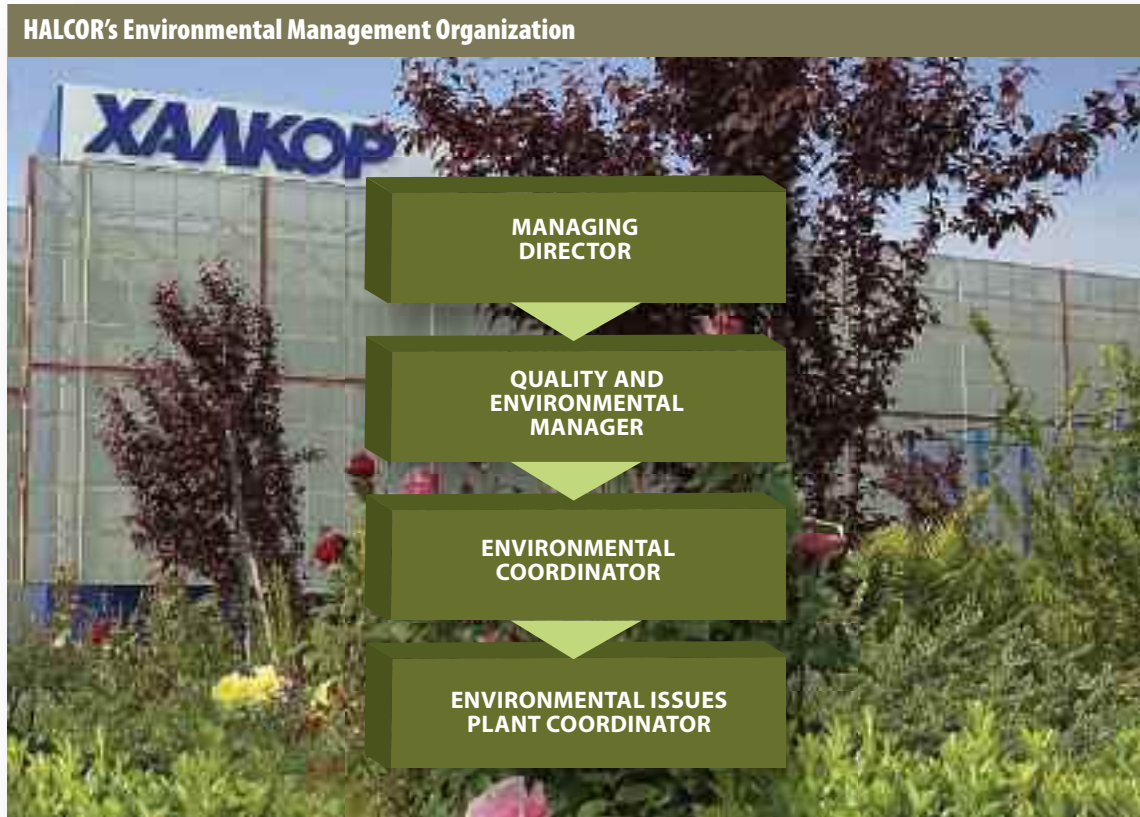 HALCOR's Environmental Management Organization
ΧΑΛΚΟΡ
MANAGING
DIRECTOR
QUALITY AND
ENVIRONMENTAL
MANAGER
ENVIRONMENTAL
COORDINATOR
ENVIRONMENTAL ISSUES
PLANT COORDINATOR